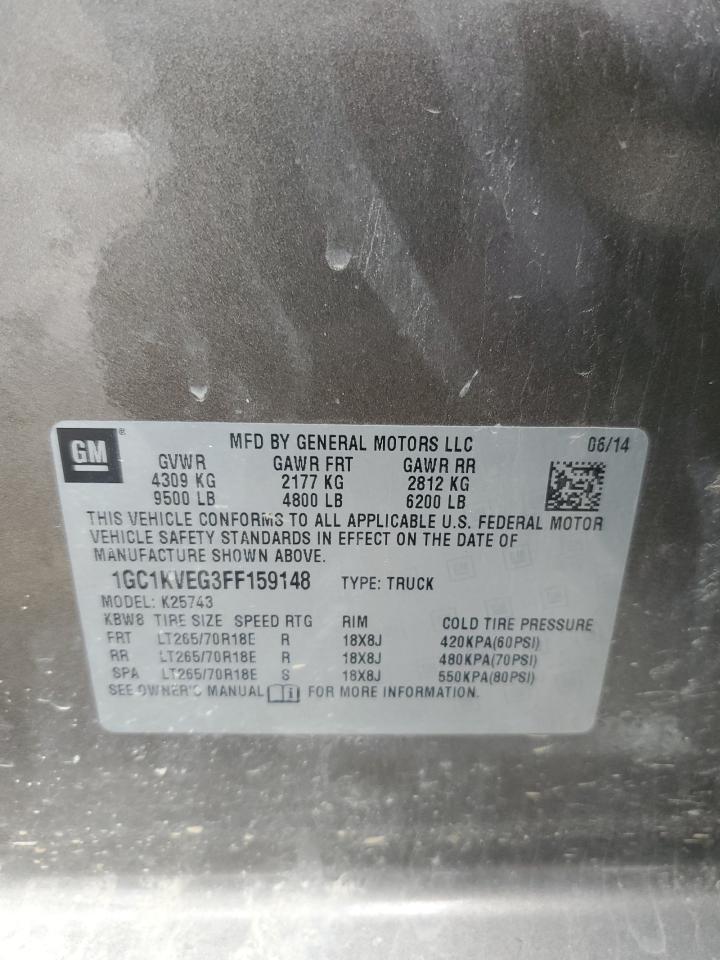 GM® MFD BY GENERAL MOTORS LLC 06/14
GVWR GAWR FRT GAWR RR
4309 KG 2177 KG 2812 KG
9500 LB 4800 LB 6200 LB
THIS VEHICLE CONFORMS TO ALL APPLICABLE U.S. FEDERAL MOTOR
VEHICLE SAFETY STANDARDS IN EFFECT ON THE DATE OF
MANUFACTURE SHOWN ABOVE.
1GC1KVEG3FF159148 TYPE: TRUCK
MODEL: K25743
KBW8 TIRE SIZE SPEED RTG RIM COLD TIRE PRESSURE
FRT LT265/70R18E R 18X8J 420KPA(60PSI)
RR LT265/70R18E R 18X8J 480KPA(70PSI)
SPA LT265/70R18E S 18X8J 550KPA(80PSI)
SEE OWNER'S MANUAL FOR MORE INFORMATION.